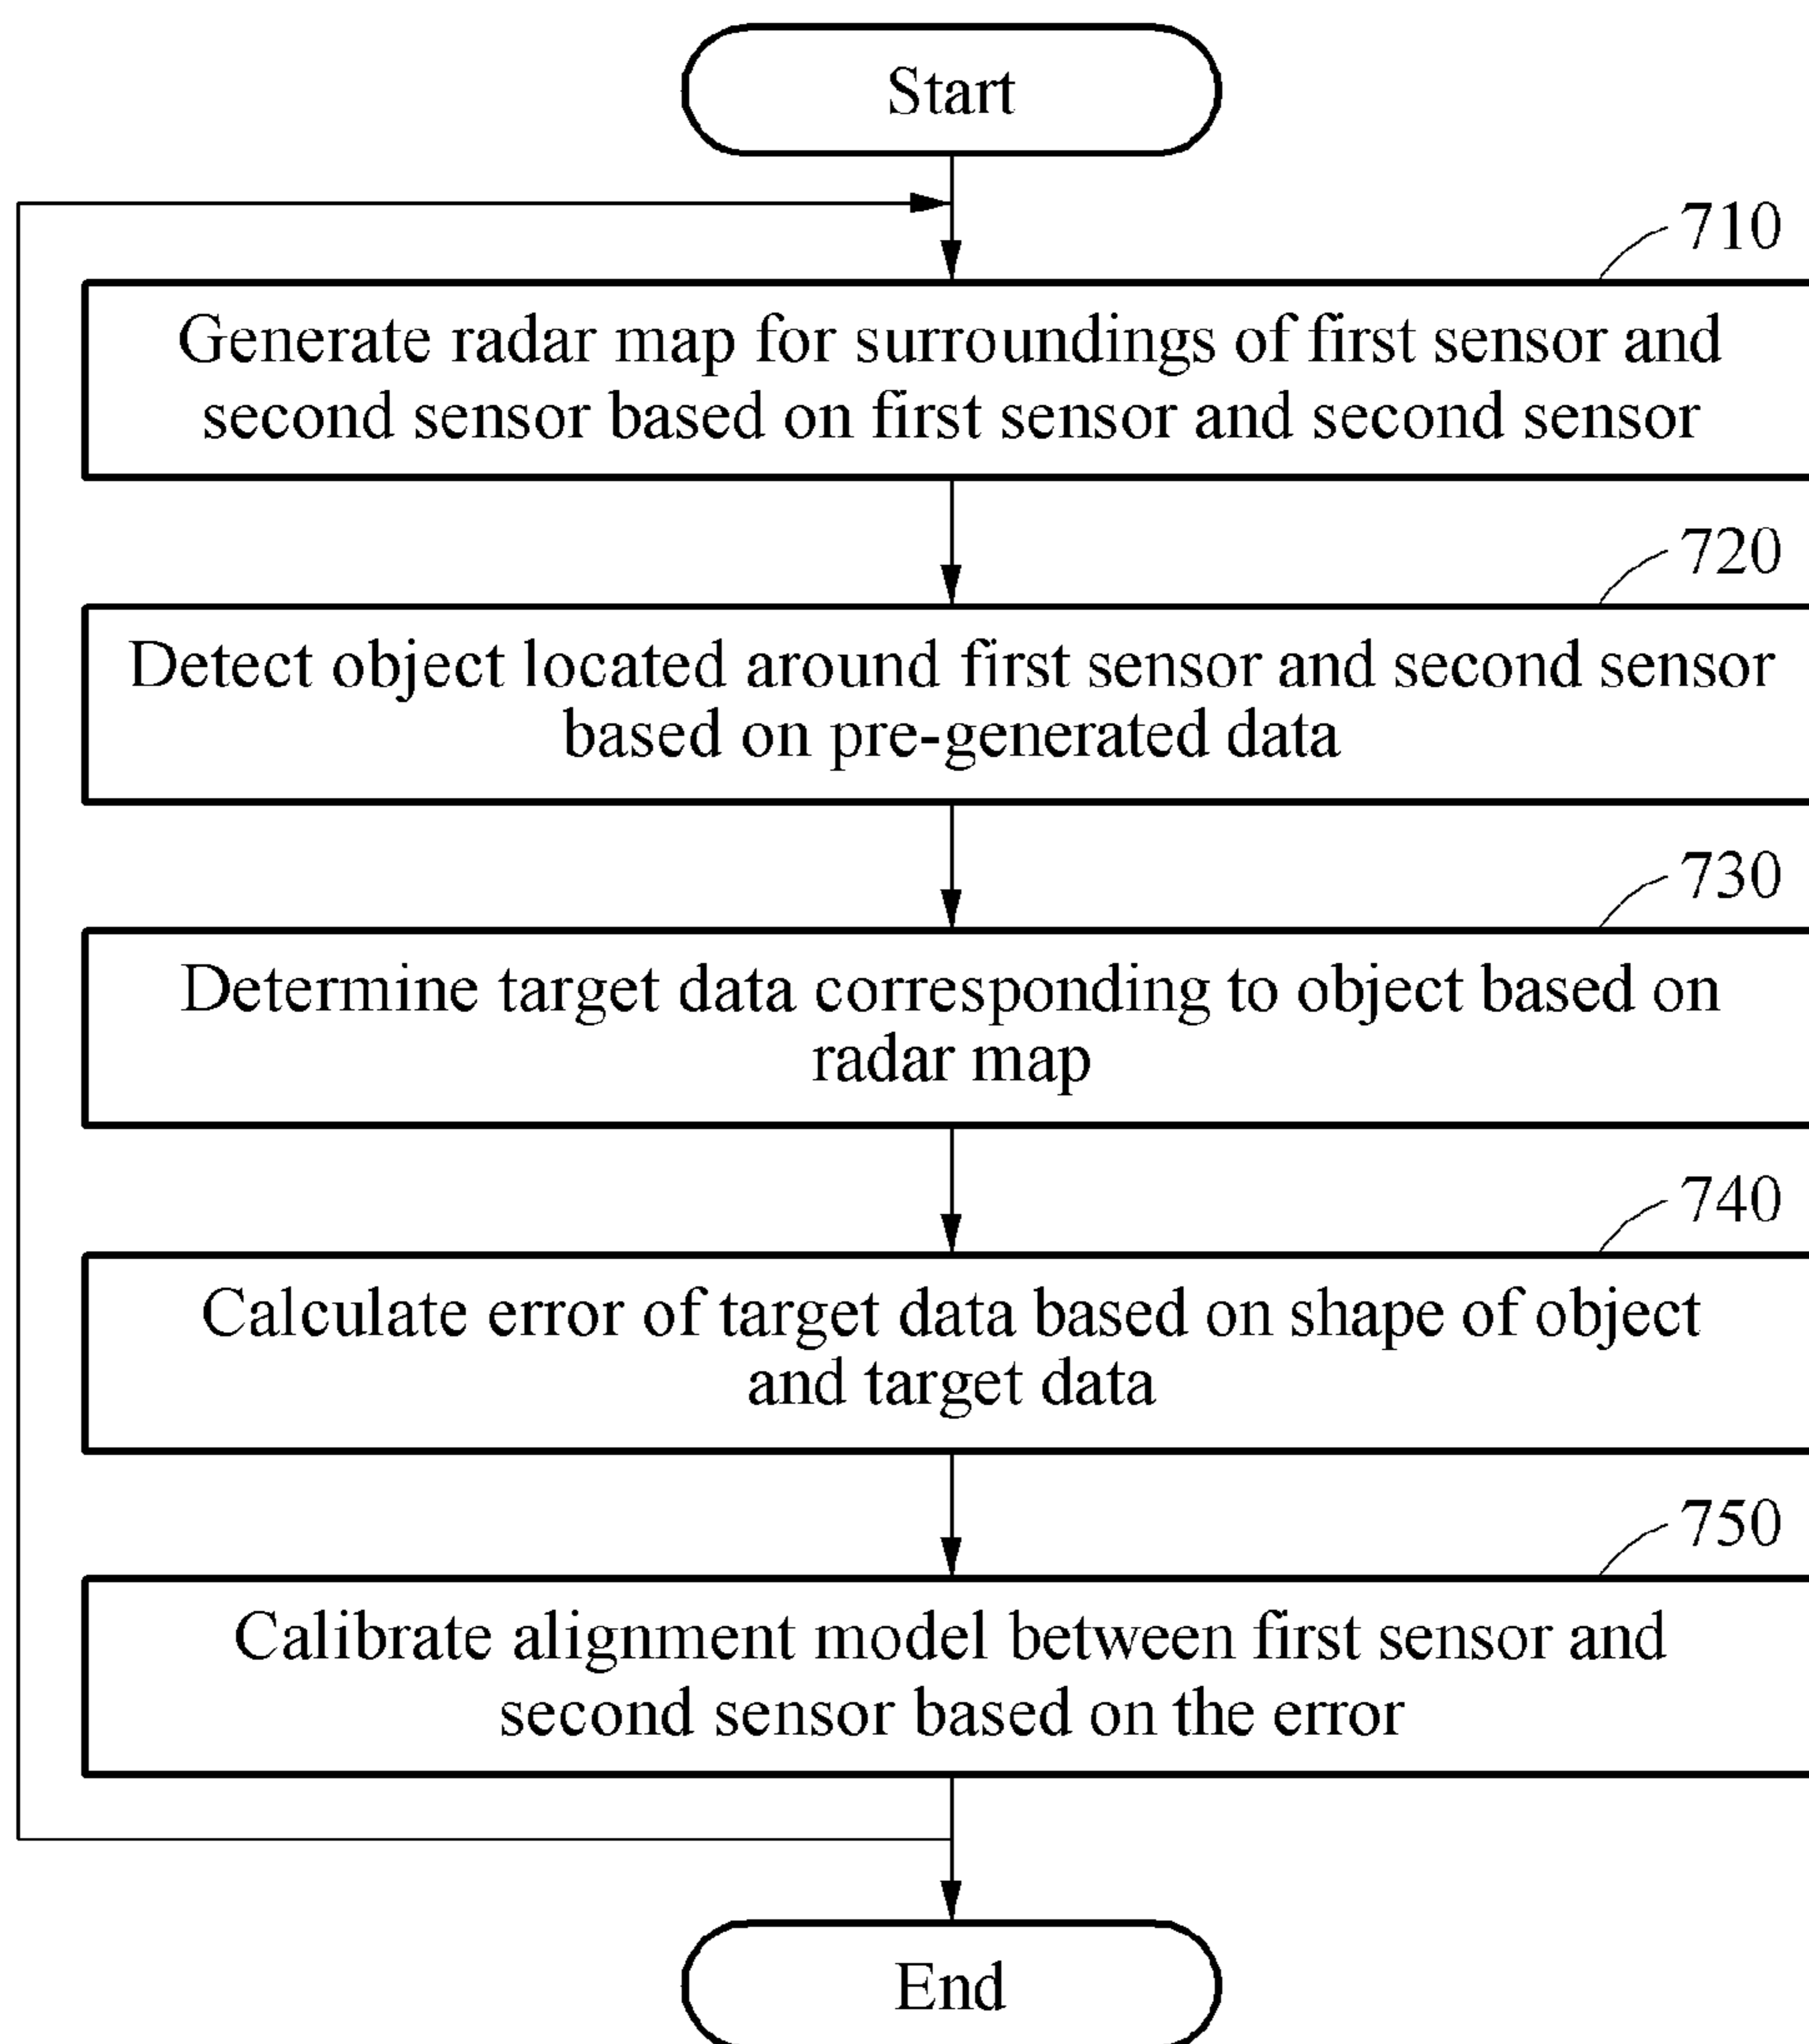 Start
710
Generate radar map for surroundings of first sensor and
second sensor based on first sensor and second sensor
720
Detect object located around first sensor and second sensor
based on pre-generated data
730
Determine target data corresponding to object based on
radar map
740
Calculate error of target data based on shape of object
and target data
750
Calibrate alignment model between first sensor and
second sensor based on the error
End